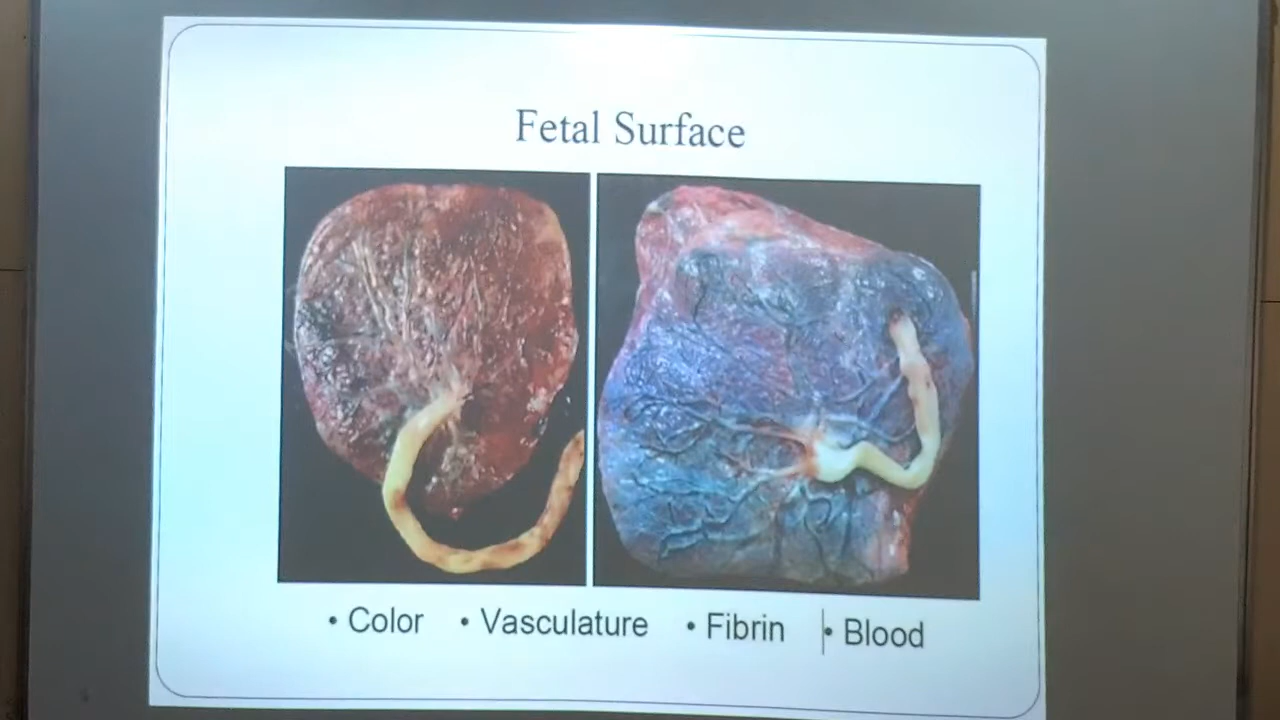 Fetal Surface
• Color • Vasculature • Fibrin • Blood